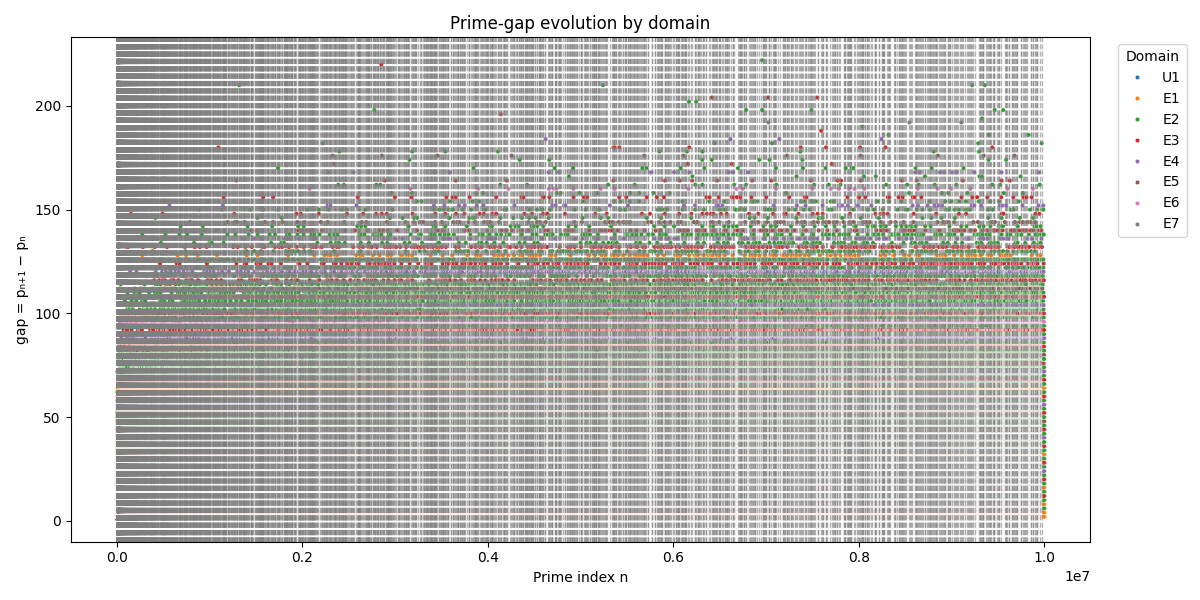 Prime-gap evolution by domain
gap = pₙ₊₁ − pₙ
200
150
100
50
0
0.0
0.2
0.4
0.6
0.8
1.0
1e7
Prime index n
Domain
U1
E1
E2
E3
E4
E5
E6
E7